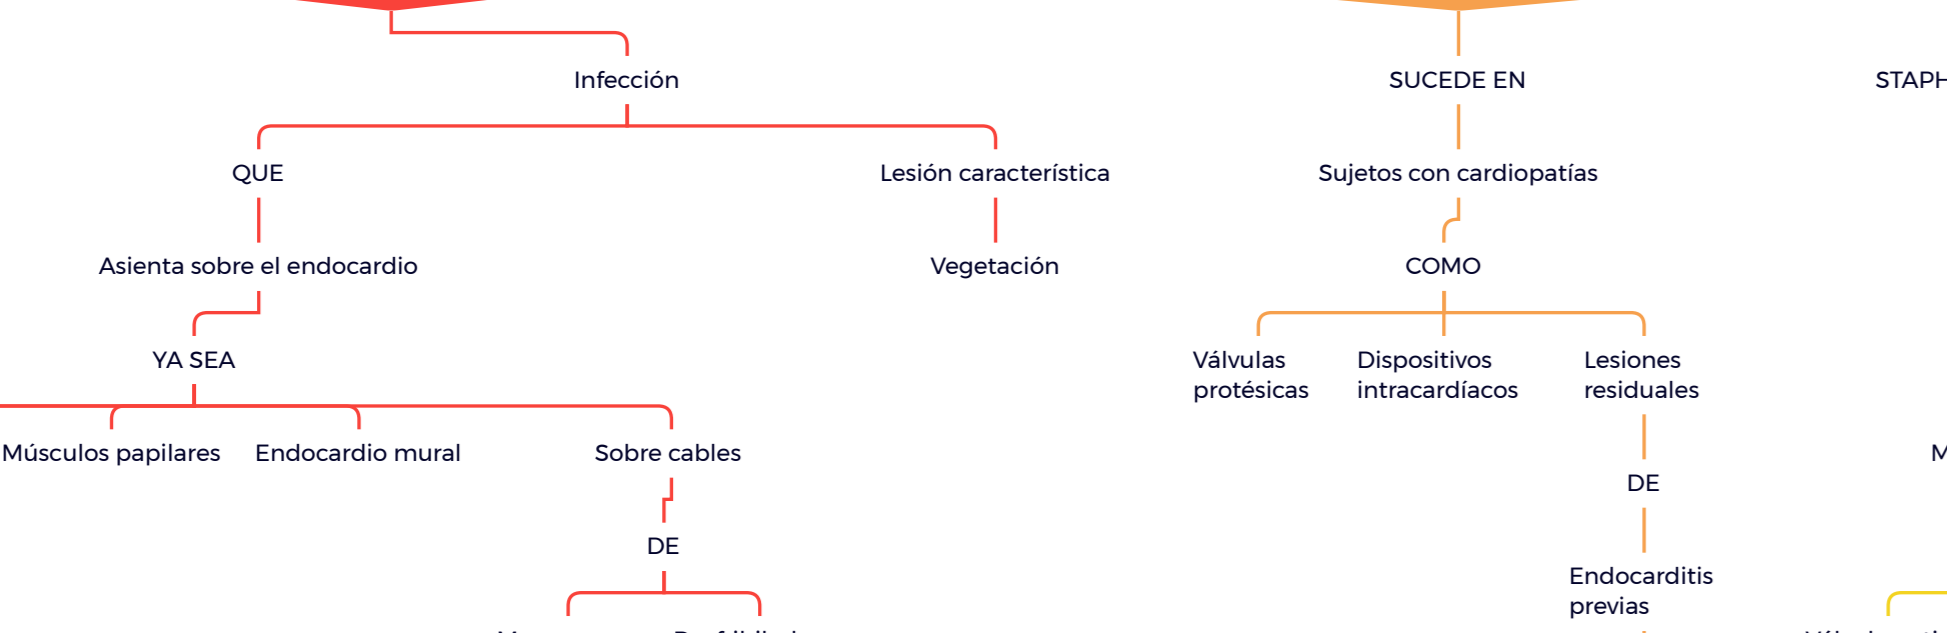 Infección
SUCEDE EN
STAPH
QUE
Lesión característica
Sujetos con cardiopatías
Asienta sobre el endocardio
Vegetación
COMO
YA SEA
Válvulas
protésicas
Dispositivos
intracardíacos
Lesiones
residuales
Músculos papilares
Endocardio mural
Sobre cables
DE
DE
Endocarditis
previas